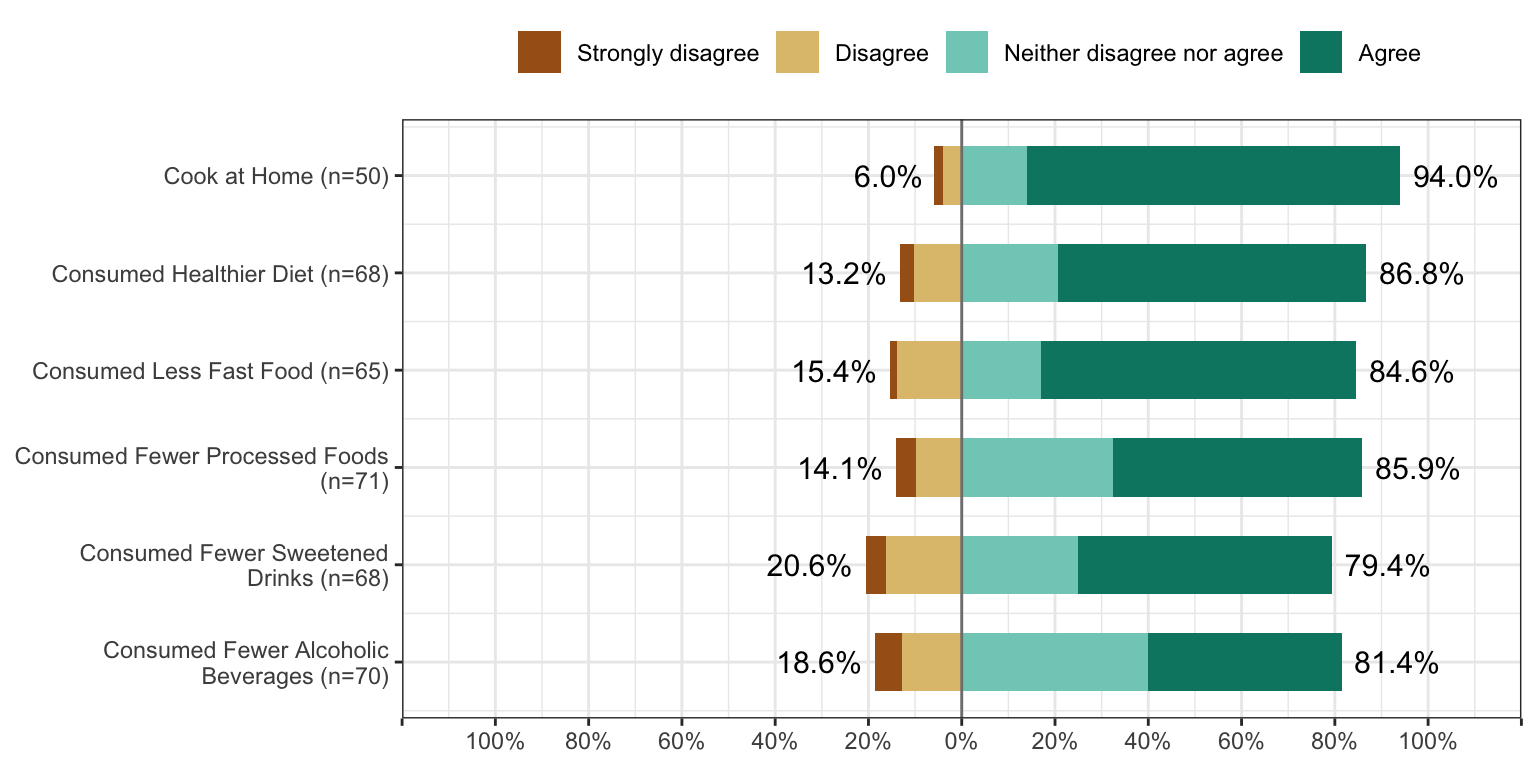 Strongly disagree Disagree Neither disagree nor agree Agree
Cook at Home (n=50) 6.0% 94.0%
Consumed Healthier Diet (n=68) 13.2% 86.8%
Consumed Less Fast Food (n=65) 15.4% 84.6%
Consumed Fewer Processed Foods
(n=71) 14.1% 85.9%
Consumed Fewer Sweetened
Drinks (n=68) 20.6% 79.4%
Consumed Fewer Alcoholic
Beverages (n=70) 18.6% 81.4%
100% 80% 60% 40% 20% 0% 20% 40% 60% 80% 100%